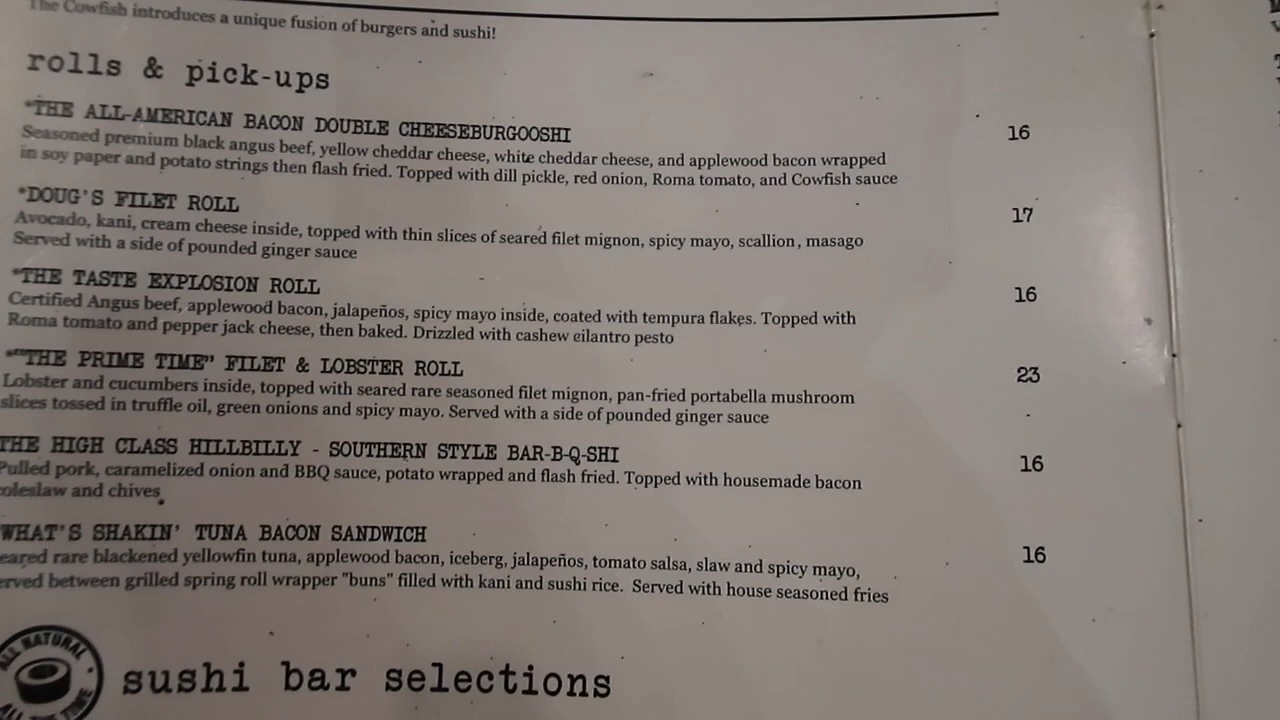 The Cowfish introduces a unique fusion of burgers and sushi!
rolls & pick-ups
*THE ALL-AMERICAN BACON DOUBLE CHEESEBURGOOSHI 16
Seasoned premium black angus beef, yellow cheddar cheese, white cheddar cheese, and applewood bacon wrapped
in soy paper and potato strings then flash fried. Topped with dill pickle, red onion, Roma tomato, and Cowfish sauce
*DOUG'S FILET ROLL 17
Avocado, kani, cream cheese inside, topped with thin slices of seared filet mignon, spicy mayo, scallion, masago
Served with a side of pounded ginger sauce
*THE TASTE EXPLOSION ROLL 16
Certified Angus beef, applewood bacon, jalapeños, spicy mayo inside, coated with tempura flakes. Topped with
Roma tomato and pepper jack cheese, then baked. Drizzled with cashew cilantro pesto
*"THE PRIME TIME" FILET & LOBSTER ROLL 23
Lobster and cucumbers inside, topped with seared rare seasoned filet mignon, pan-fried portabella mushroom
slices tossed in truffle oil, green onions and spicy mayo. Served with a side of pounded ginger sauce
THE HIGH CLASS HILLBILLY - SOUTHERN STYLE BAR-B-Q-SHI 16
Pulled pork, caramelized onion and BBQ sauce, potato wrapped and flash fried. Topped with housemade bacon
oleslaw and chives
WHAT'S SHAKIN' TUNA BACON SANDWICH 16
eared rare blackened yellowfin tuna, applewood bacon, iceberg, jalapeños, tomato salsa, slaw and spicy mayo,
erved between grilled spring roll wrapper "buns" filled with kani and sushi rice. Served with house seasoned fries
ALL NATURAL
ALL THE TIME
sushi bar selections